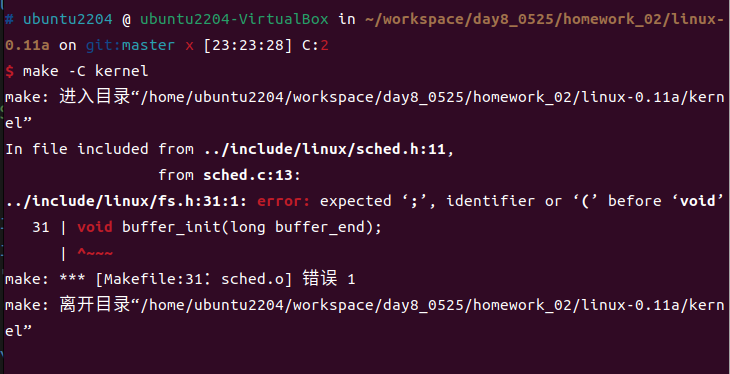 # ubuntu2204 @ ubuntu2204-VirtualBox in ~/workspace/day8_0525/homework_02/linux-
0.11a on git:master x [23:23:28] C:2
$ make -C kernel
make: 进入目录“/home/ubuntu2204/workspace/day8_0525/homework_02/linux-0.11a/kern
el”
In file included from ../include/linux/sched.h:11,
                 from sched.c:13:
../include/linux/fs.h:31:1: error: expected ‘;’, identifier or ‘(’ before ‘void’
   31 | void buffer_init(long buffer_end);
      | ^~~~
make: *** [Makefile:31：sched.o] 错误 1
make: 离开目录“/home/ubuntu2204/workspace/day8_0525/homework_02/linux-0.11a/kern
el”